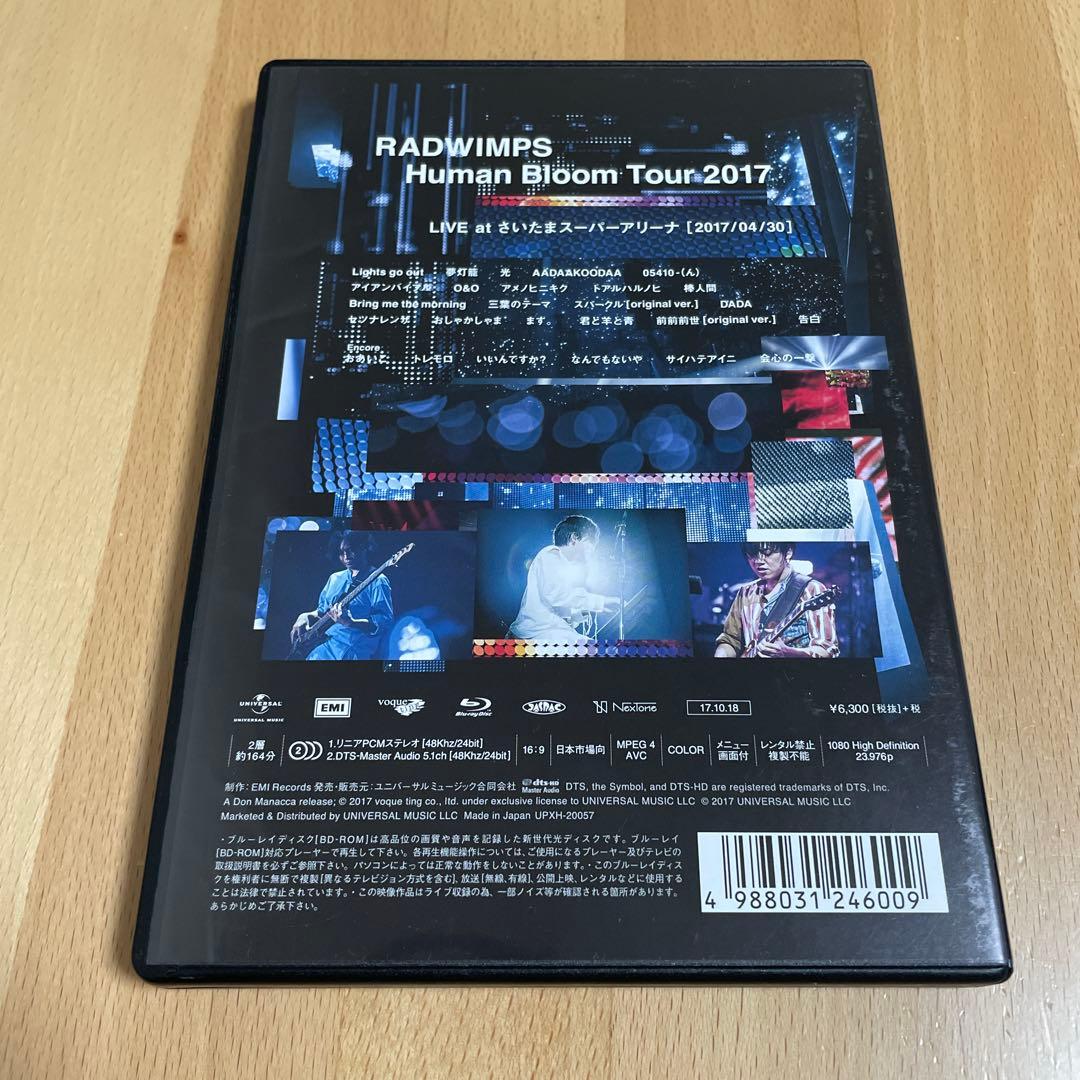 RADWIMPS
Human Bloom Tour 2017
LIVE at さいたまスーパーアリーナ [2017/04/30]
Lights go out 夢灯籠 光 AADAAKOODAA 05410-(ん)
アイアンバイブル O&O アメノヒニキク トアルハルノヒ 棒人間
Bring me the morning 三葉のテーマ スパークル[original ver.] DADA
セツナレンサ おしゃかしゃま ます。 君と羊と青 前前前世[original ver.] 告白
Encore
おあいこ トレモロ いいんですか? なんでもないや サイハテアイニ 会心の一撃
UNIVERSAL
UNIVERSAL MUSIC
EMI
voque ting
Blu-ray Disc
JASRAC
NexTone
17.10.18
¥6,300 [税抜]+税
2層
約164分
2
1.リニアPCMステレオ [48Khz/24bit]
2.DTS-Master Audio 5.1ch [48Khz/24bit]
16:9
日本市場向
MPEG 4
AVC
COLOR
メニュー
画面付
レンタル禁止
複製不能
1080 High Definition
23.976p
制作: EMI Records 発売・販売元: ユニバーサル ミュージック合同会社 dts-HD Master Audio DTS, the Symbol, and DTS-HD are registered trademarks of DTS, Inc.
A Don Manacca release; © 2017 voque ting co., ltd. under exclusive license to UNIVERSAL MUSIC LLC © 2017 UNIVERSAL MUSIC LLC
Marketed & Distributed by UNIVERSAL MUSIC LLC Made in Japan UPXH-20057
・ブルーレイディスク[BD-ROM]は高品位の画質や音声を記録した新世代光ディスクです。ブルーレイ
[BD-ROM]対応プレーヤーで再生して下さい。各再生機能操作については、ご使用になるプレーヤー及びテレビの
取扱説明書を必ずご参照下さい。パソコンによっては正常な動作をしないことがあります。・このブルーレイディス
クを権利者に無断で複製[異なるテレビジョン方式を含む]、放送[無線、有線]、公開上映、レンタルなどに使用する
ことは法律で禁止されています。・この映像作品はライブ収録の為、一部ノイズ等が確認される箇所があります。
あらかじめご了承下さい。
4 988031 246009